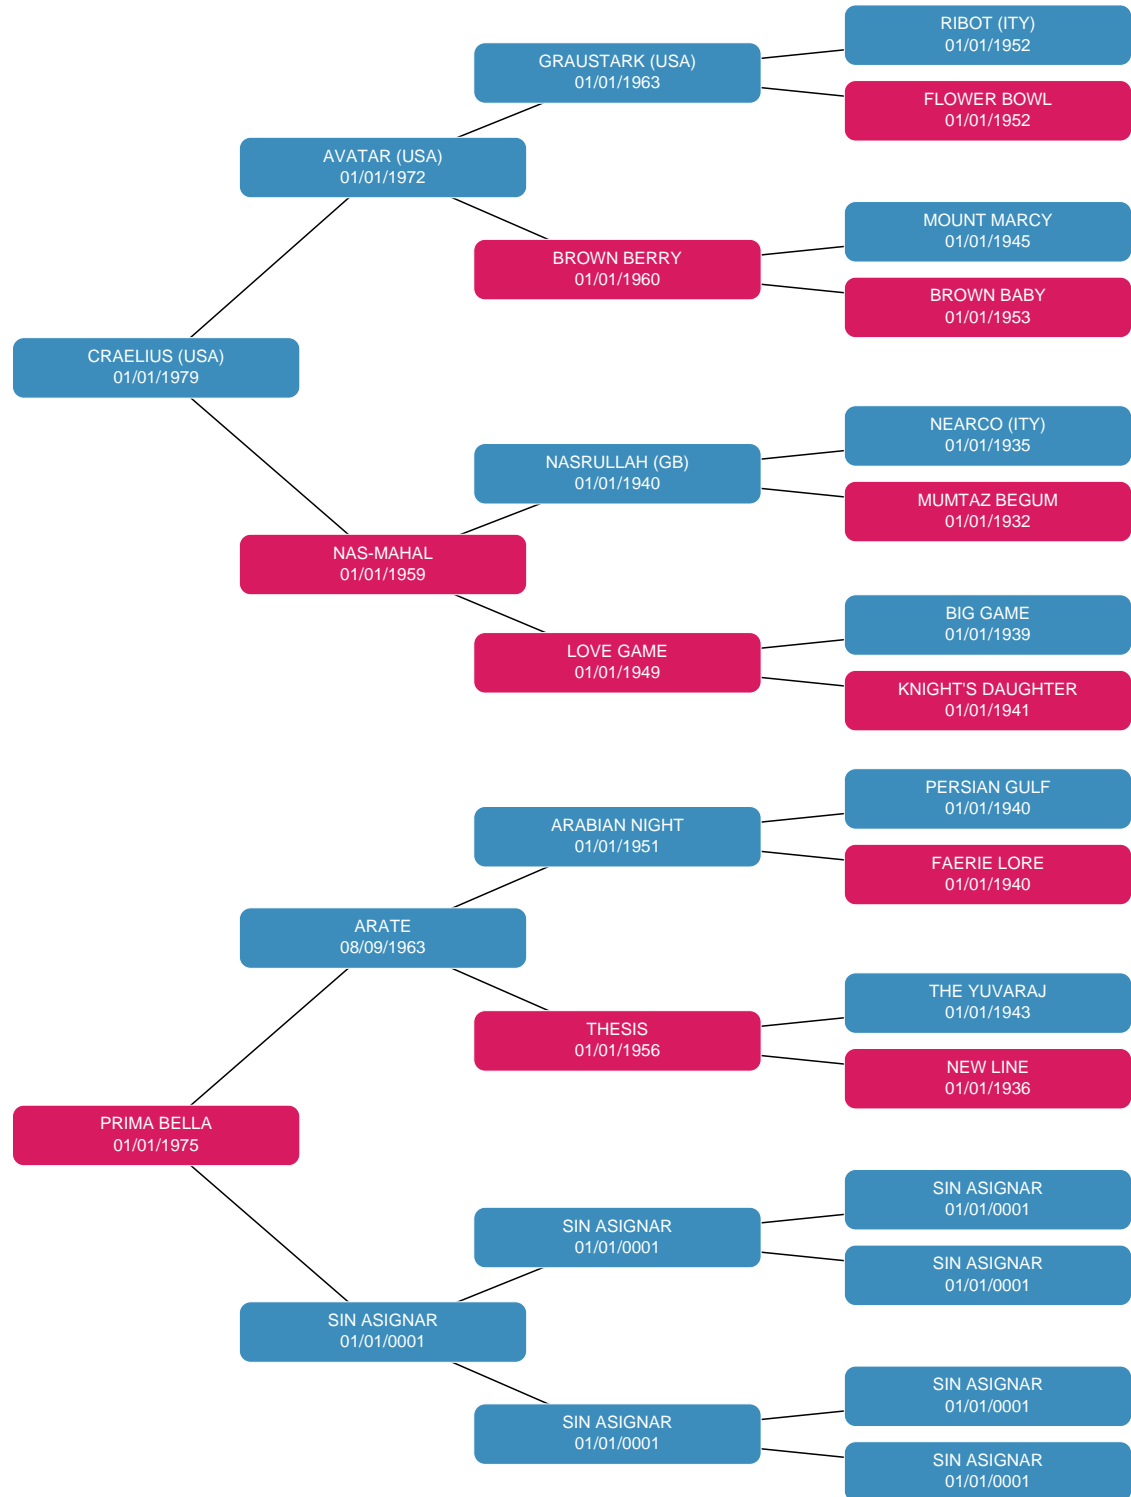 RIBOT (ITY)
01/01/1952
GRAUSTARK (USA)
01/01/1963
FLOWER BOWL
01/01/1952
AVATAR (USA)
01/01/1972
MOUNT MARCY
01/01/1945
BROWN BERRY
01/01/1960
BROWN BABY
01/01/1953
CRAELIUS (USA)
01/01/1979
NEARCO (ITY)
01/01/1935
NASRULLAH (GB)
01/01/1940
MUMTAZ BEGUM
01/01/1932
NAS-MAHAL
01/01/1959
BIG GAME
01/01/1939
LOVE GAME
01/01/1949
KNIGHT'S DAUGHTER
01/01/1941
PERSIAN GULF
01/01/1940
ARABIAN NIGHT
01/01/1951
FAERIE LORE
01/01/1940
ARATE
08/09/1963
THE YUVARAJ
01/01/1943
THESIS
01/01/1956
NEW LINE
01/01/1936
PRIMA BELLA
01/01/1975
SIN ASIGNAR
01/01/0001
SIN ASIGNAR
01/01/0001
SIN ASIGNAR
01/01/0001
SIN ASIGNAR
01/01/0001
SIN ASIGNAR
01/01/0001
SIN ASIGNAR
01/01/0001
SIN ASIGNAR
01/01/0001